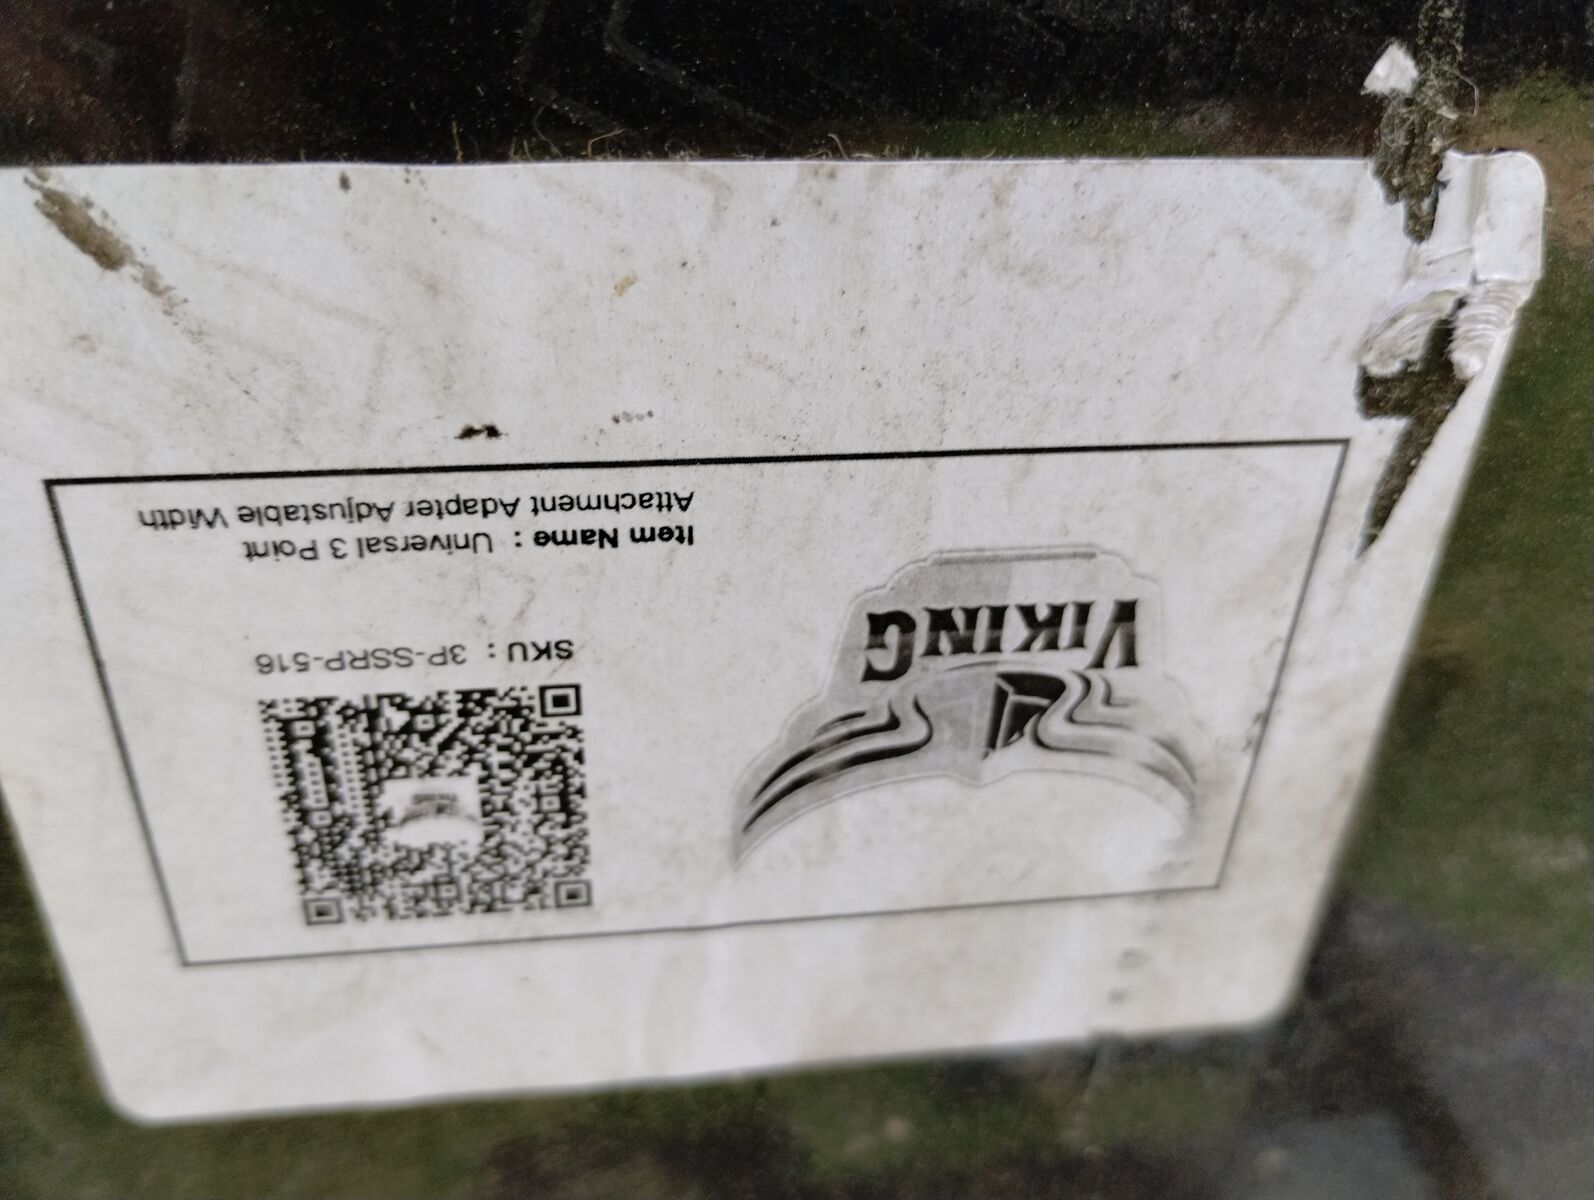 VIKING
Item Name : Universal 3 Point
Attachment Adapter Adjustable Width
SKU : 3P-SSRP-516